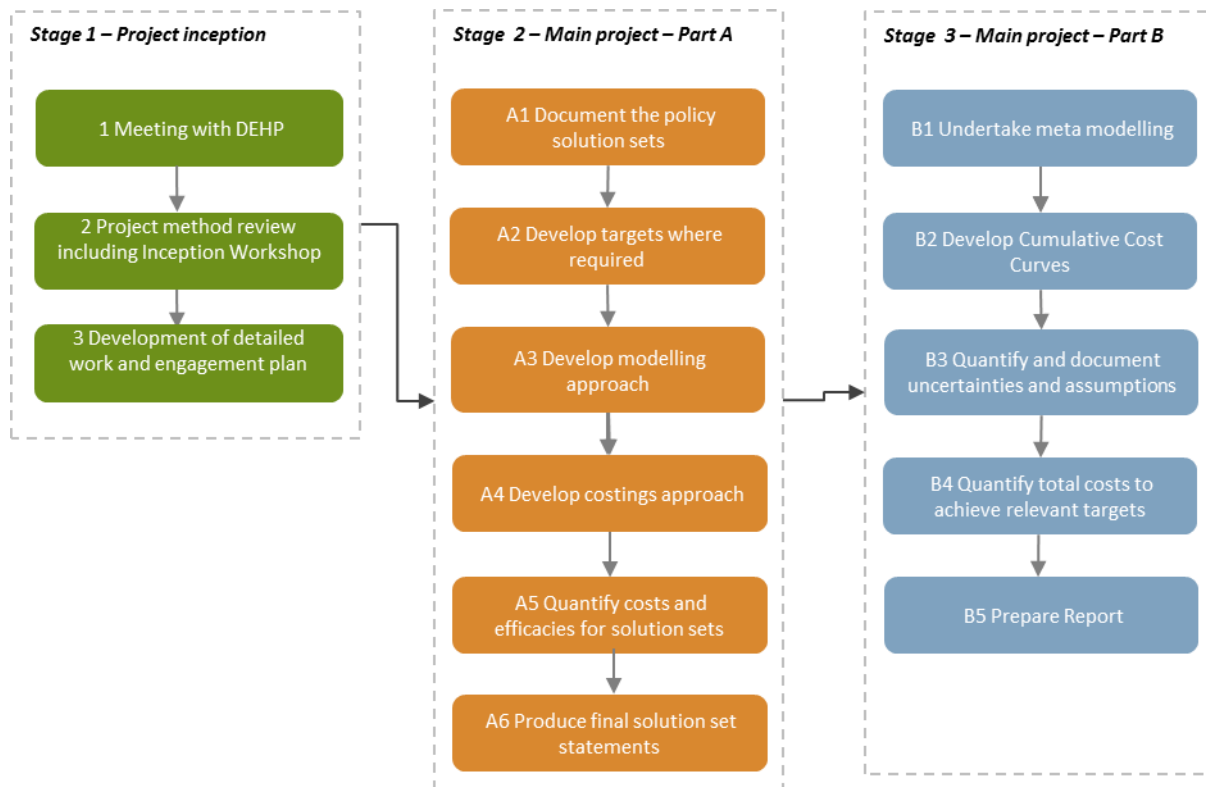 Stage 1 – Project inception
1 Meeting with DEHP
2 Project method review
including Inception Workshop
3 Development of detailed
work and engagement plan
Stage 2 – Main project – Part A
A1 Document the policy
solution sets
A2 Develop targets where
required
A3 Develop modelling
approach
A4 Develop costings approach
A5 Quantify costs and
efficacies for solution sets
A6 Produce final solution set
statements
Stage 3 – Main project – Part B
B1 Undertake meta modelling
B2 Develop Cumulative Cost
Curves
B3 Quantify and document
uncertainties and assumptions
B4 Quantify total costs to
achieve relevant targets
B5 Prepare Report